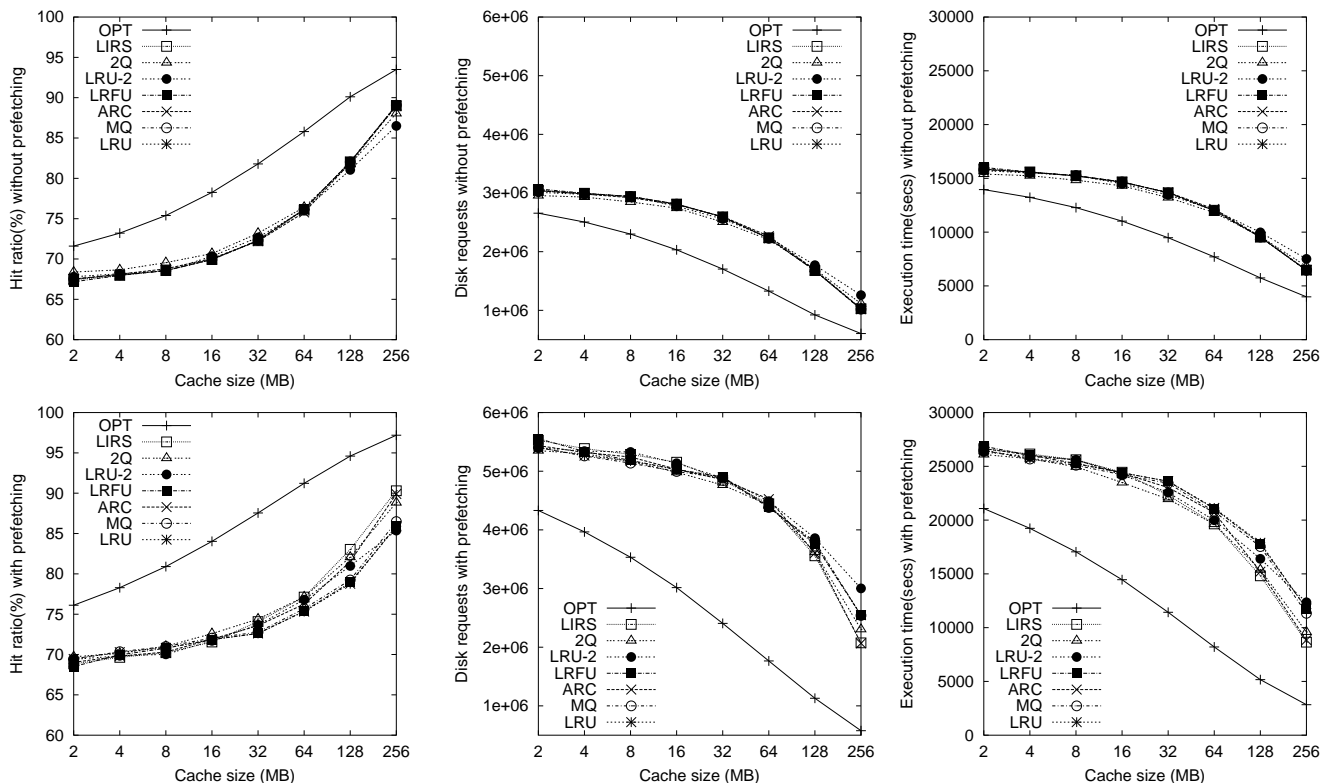 Hit ratio(%) without prefetching
100
95
90
85
80
75
70
65
60
OPT
LIRS
2Q
LRU-2
LRFU
ARC
MQ
LRU
2 4 8 16 32 64 128 256
Cache size (MB)
Disk requests without prefetching
6e+06
5e+06
4e+06
3e+06
2e+06
1e+06
OPT
LIRS
2Q
LRU-2
LRFU
ARC
MQ
LRU
2 4 8 16 32 64 128 256
Cache size (MB)
Execution time(secs) without prefetching
30000
25000
20000
15000
10000
5000
0
OPT
LIRS
2Q
LRU-2
LRFU
ARC
MQ
LRU
2 4 8 16 32 64 128 256
Cache size (MB)
Hit ratio(%) with prefetching
100
95
90
85
80
75
70
65
60
OPT
LIRS
2Q
LRU-2
LRFU
ARC
MQ
LRU
2 4 8 16 32 64 128 256
Cache size (MB)
Disk requests with prefetching
6e+06
5e+06
4e+06
3e+06
2e+06
1e+06
OPT
LIRS
2Q
LRU-2
LRFU
ARC
MQ
LRU
2 4 8 16 32 64 128 256
Cache size (MB)
Execution time(secs) with prefetching
30000
25000
20000
15000
10000
5000
0
OPT
LIRS
2Q
LRU-2
LRFU
ARC
MQ
LRU
2 4 8 16 32 64 128 256
Cache size (MB)